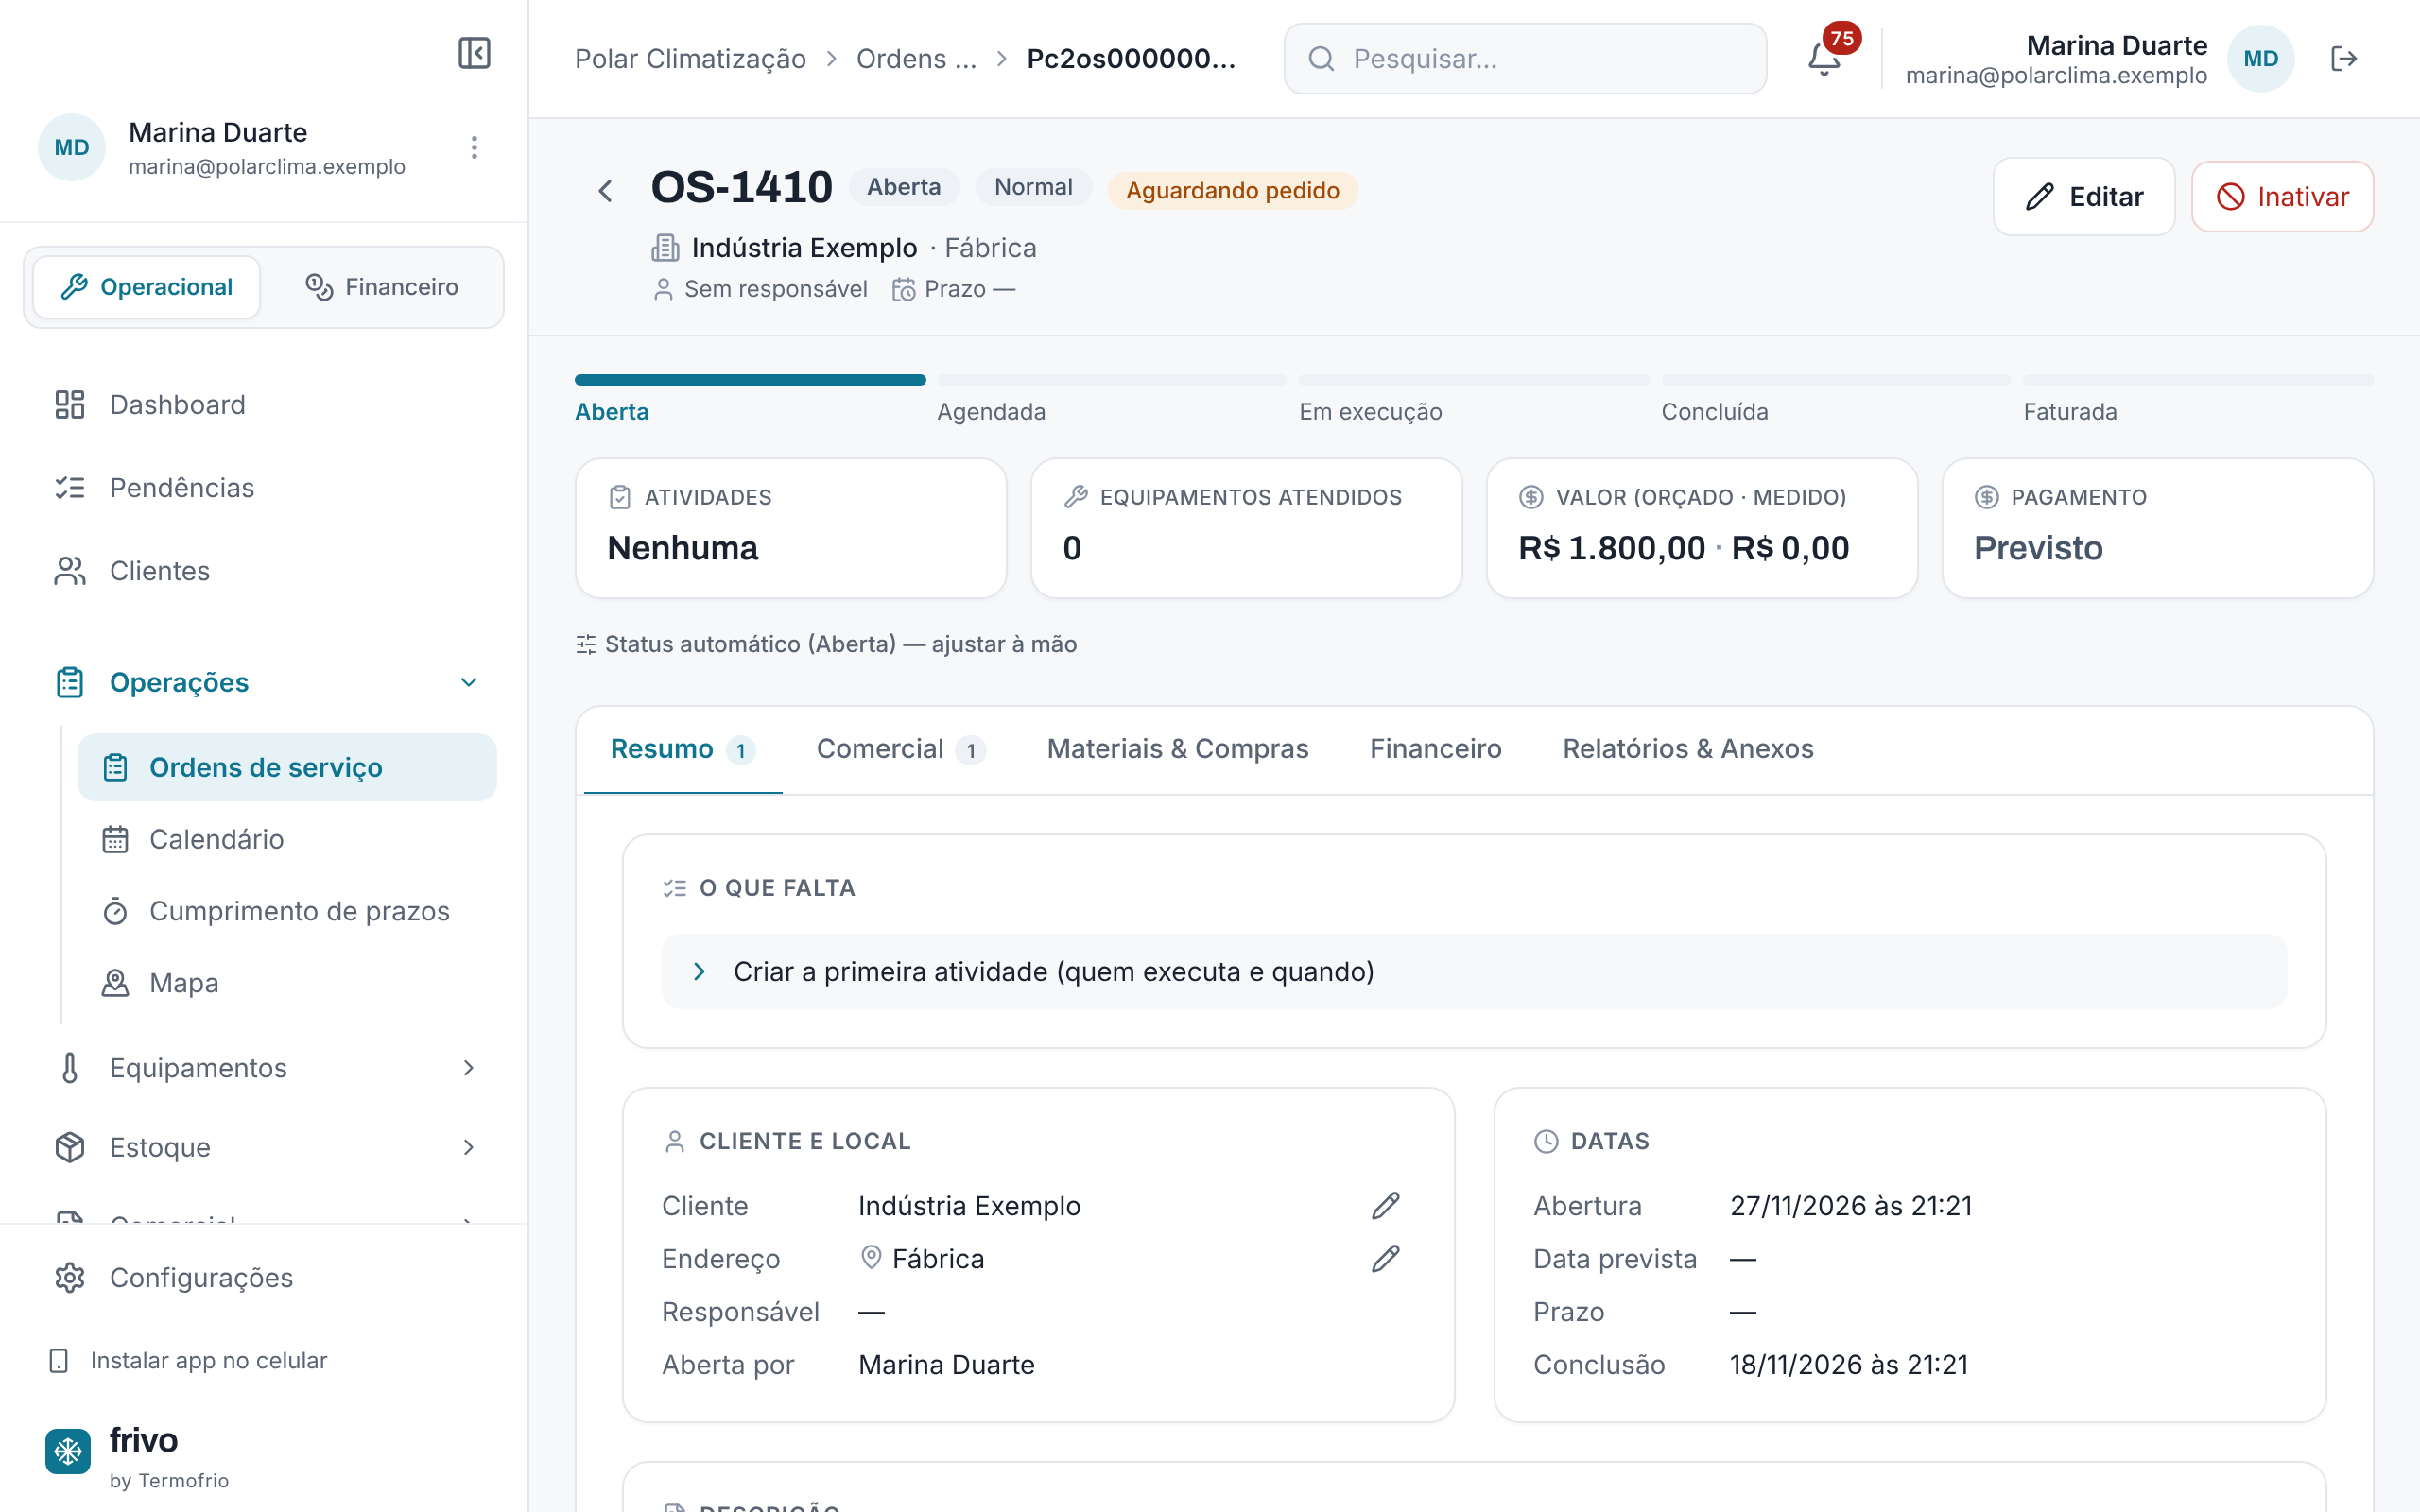 MD
Marina Duarte
marina@polarclima.exemplo
Operacional
Financeiro
Dashboard
Pendências
Clientes
Operações
Ordens de serviço
Calendário
Cumprimento de prazos
Mapa
Equipamentos
Estoque
Comercial
Configurações
Instalar app no celular
frivo
by Termofrio
Polar Climatização > Ordens ... > Pc2os000000...
Pesquisar...
75
Marina Duarte
marina@polarclima.exemplo
MD
OS-1410 Aberta Normal Aguardando pedido
Indústria Exemplo · Fábrica
Sem responsável Prazo —
Editar
Inativar
Aberta
Agendada
Em execução
Concluída
Faturada
ATIVIDADES
Nenhuma
EQUIPAMENTOS ATENDIDOS
0
VALOR (ORÇADO · MEDIDO)
R$ 1.800,00 · R$ 0,00
PAGAMENTO
Previsto
Status automático (Aberta) — ajustar à mão
Resumo 1
Comercial 1
Materiais & Compras
Financeiro
Relatórios & Anexos
O QUE FALTA
Criar a primeira atividade (quem executa e quando)
CLIENTE E LOCAL
Cliente Indústria Exemplo
Endereço Fábrica
Responsável —
Aberta por Marina Duarte
DATAS
Abertura 27/11/2026 às 21:21
Data prevista —
Prazo —
Conclusão 18/11/2026 às 21:21
DESCRIÇÃO